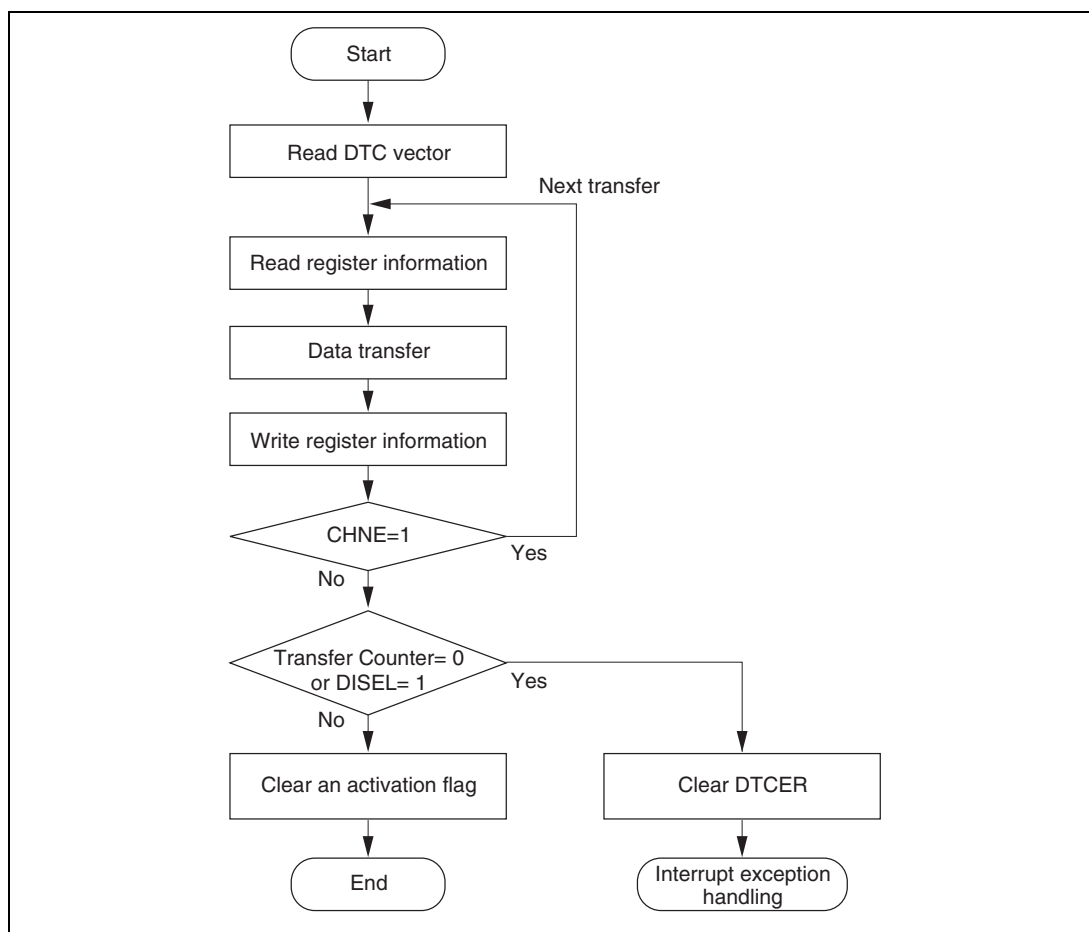 Start
Read DTC vector
Next transfer
Read register information
Data transfer
Write register information
CHNE=1
Yes
No
Transfer Counter= 0
or DISEL= 1
Yes
No
Clear an activation flag
Clear DTCER
End
Interrupt exception
handling